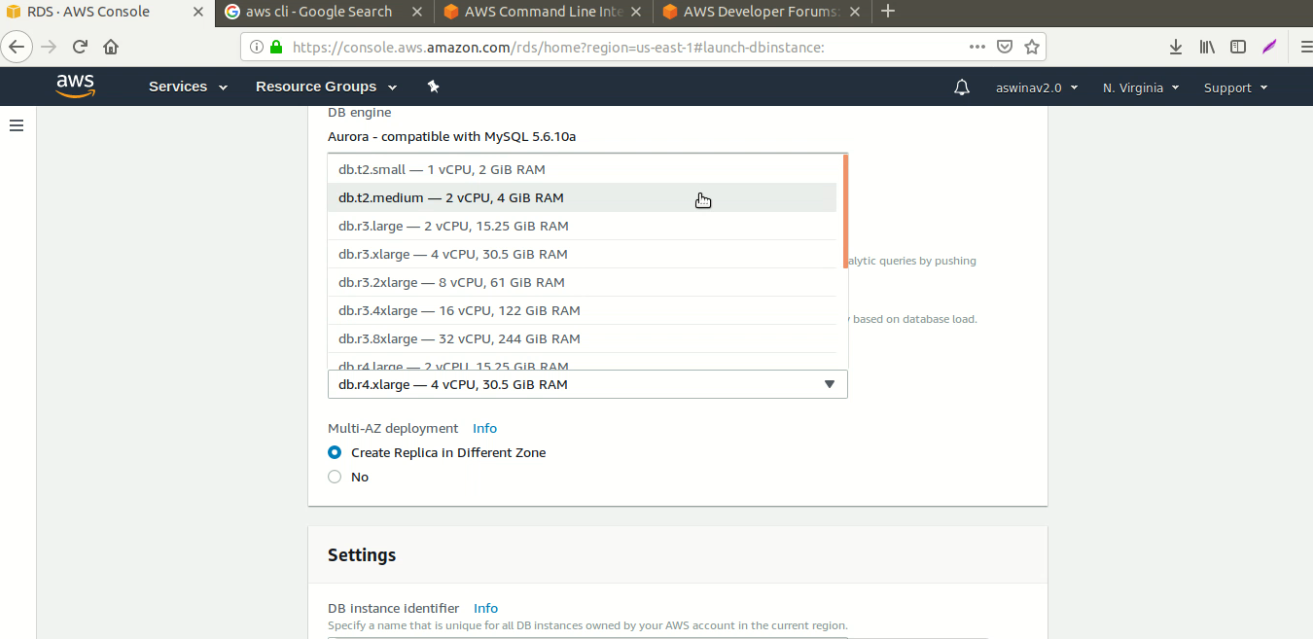 RDS · AWS Console
aws cli - Google Search
AWS Command Line Inte
AWS Developer Forums:
https://console.aws.amazon.com/rds/home?region=us-east-1#launch-dbinstance:
aws
Services
Resource Groups
aswinav2.0
N. Virginia
Support
DB engine
Aurora - compatible with MySQL 5.6.10a
db.t2.small — 1 vCPU, 2 GiB RAM
db.t2.medium — 2 vCPU, 4 GiB RAM
db.r3.large — 2 vCPU, 15.25 GiB RAM
db.r3.xlarge — 4 vCPU, 30.5 GiB RAM
alytic queries by pushing
db.r3.2xlarge — 8 vCPU, 61 GiB RAM
db.r3.4xlarge — 16 vCPU, 122 GiB RAM
based on database load.
db.r3.8xlarge — 32 vCPU, 244 GiB RAM
db.r4.large — 2 vCPU, 15.25 GiB RAM
db.r4.xlarge — 4 vCPU, 30.5 GiB RAM
Multi-AZ deployment Info
Create Replica in Different Zone
No
Settings
DB instance identifier Info
Specify a name that is unique for all DB instances owned by your AWS account in the current region.